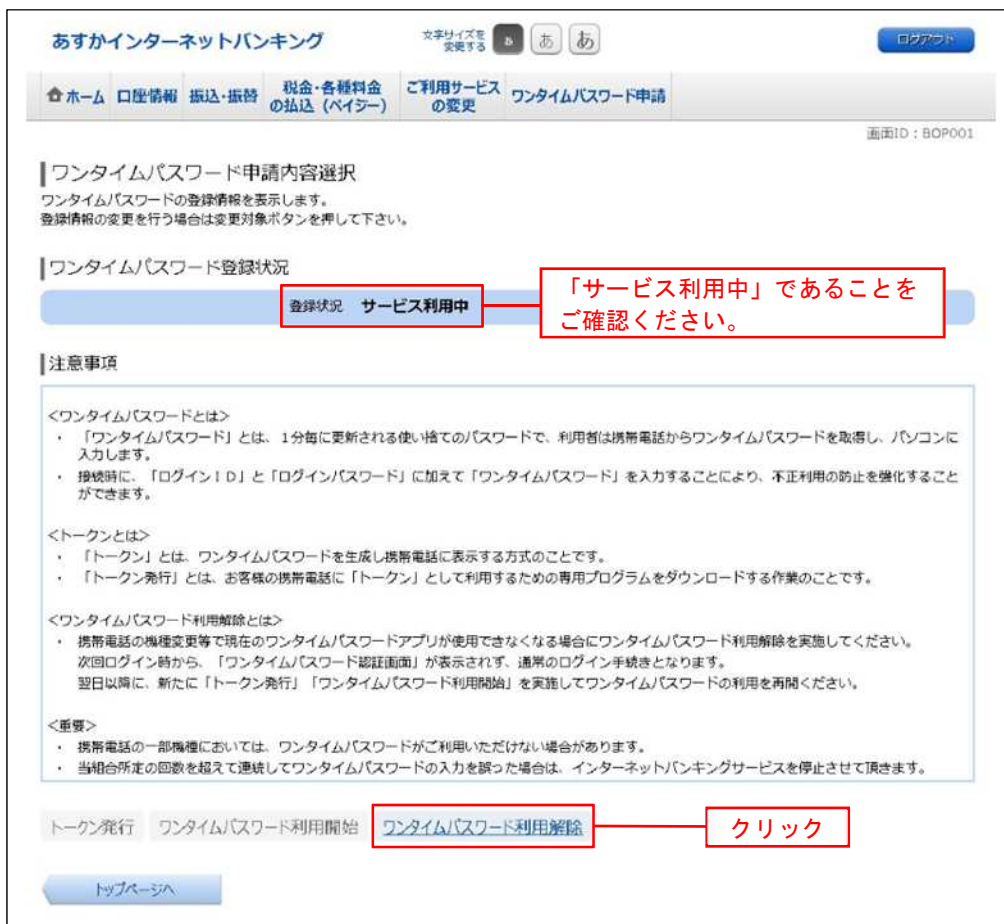 あすかインターネットバンキング
文字サイズを
変更する
あ
あ
あ
ログアウト
ホーム
口座情報
振込・振替
税金・各種料金
の払込（ペイジー）
ご利用サービス
の変更
ワンタイムパスワード申請
画面ID：BOP001
ワンタイムパスワード申請内容選択
ワンタイムパスワードの登録情報を表示します。
登録情報の変更を行う場合は変更対象ボタンを押して下さい。
ワンタイムパスワード登録状況
登録状況　サービス利用中
「サービス利用中」であることを
ご確認ください。
注意事項
＜ワンタイムパスワードとは＞
・「ワンタイムパスワード」とは、1分毎に更新される使い捨てのパスワードで、利用者は携帯電話からワンタイムパスワードを取得し、パソコンに
入力します。
・接続時に、「ログインＩＤ」と「ログインパスワード」に加えて「ワンタイムパスワード」を入力することにより、不正利用の防止を強化すること
ができます。
＜トークンとは＞
・「トークン」とは、ワンタイムパスワードを生成し携帯電話に表示する方式のことです。
・「トークン発行」とは、お客様の携帯電話に「トークン」として利用するための専用プログラムをダウンロードする作業のことです。
＜ワンタイムパスワード利用解除とは＞
・携帯電話の機種変更等で現在のワンタイムパスワードアプリが使用できなくなる場合にワンタイムパスワード利用解除を実施してください。
次回ログイン時から、「ワンタイムパスワード認証画面」が表示されず、通常のログイン手続きとなります。
翌日以降に、新たに「トークン発行」「ワンタイムパスワード利用開始」を実施してワンタイムパスワードの利用を再開ください。
＜重要＞
・携帯電話の一部機種においては、ワンタイムパスワードがご利用いただけない場合があります。
・当組合所定の回数を超えて連続してワンタイムパスワードの入力を誤った場合は、インターネットバンキングサービスを停止させて頂きます。
トークン発行
ワンタイムパスワード利用開始
ワンタイムパスワード利用解除
クリック
トップページへ